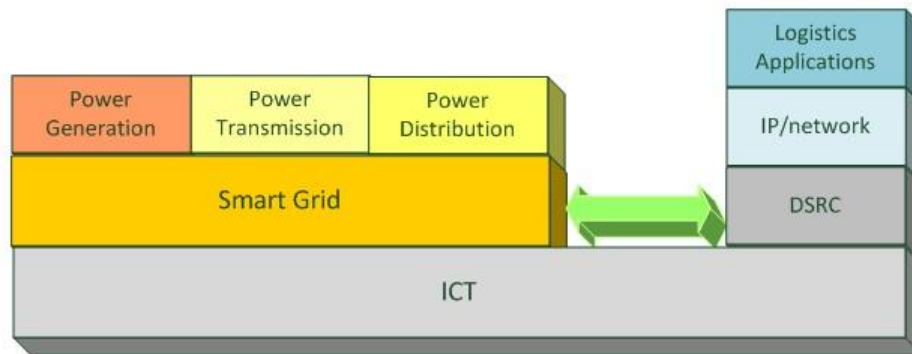 Logistics
Applications
Power
Generation
Power
Transmission
Power
Distribution
IP/network
Smart Grid
DSRC
ICT